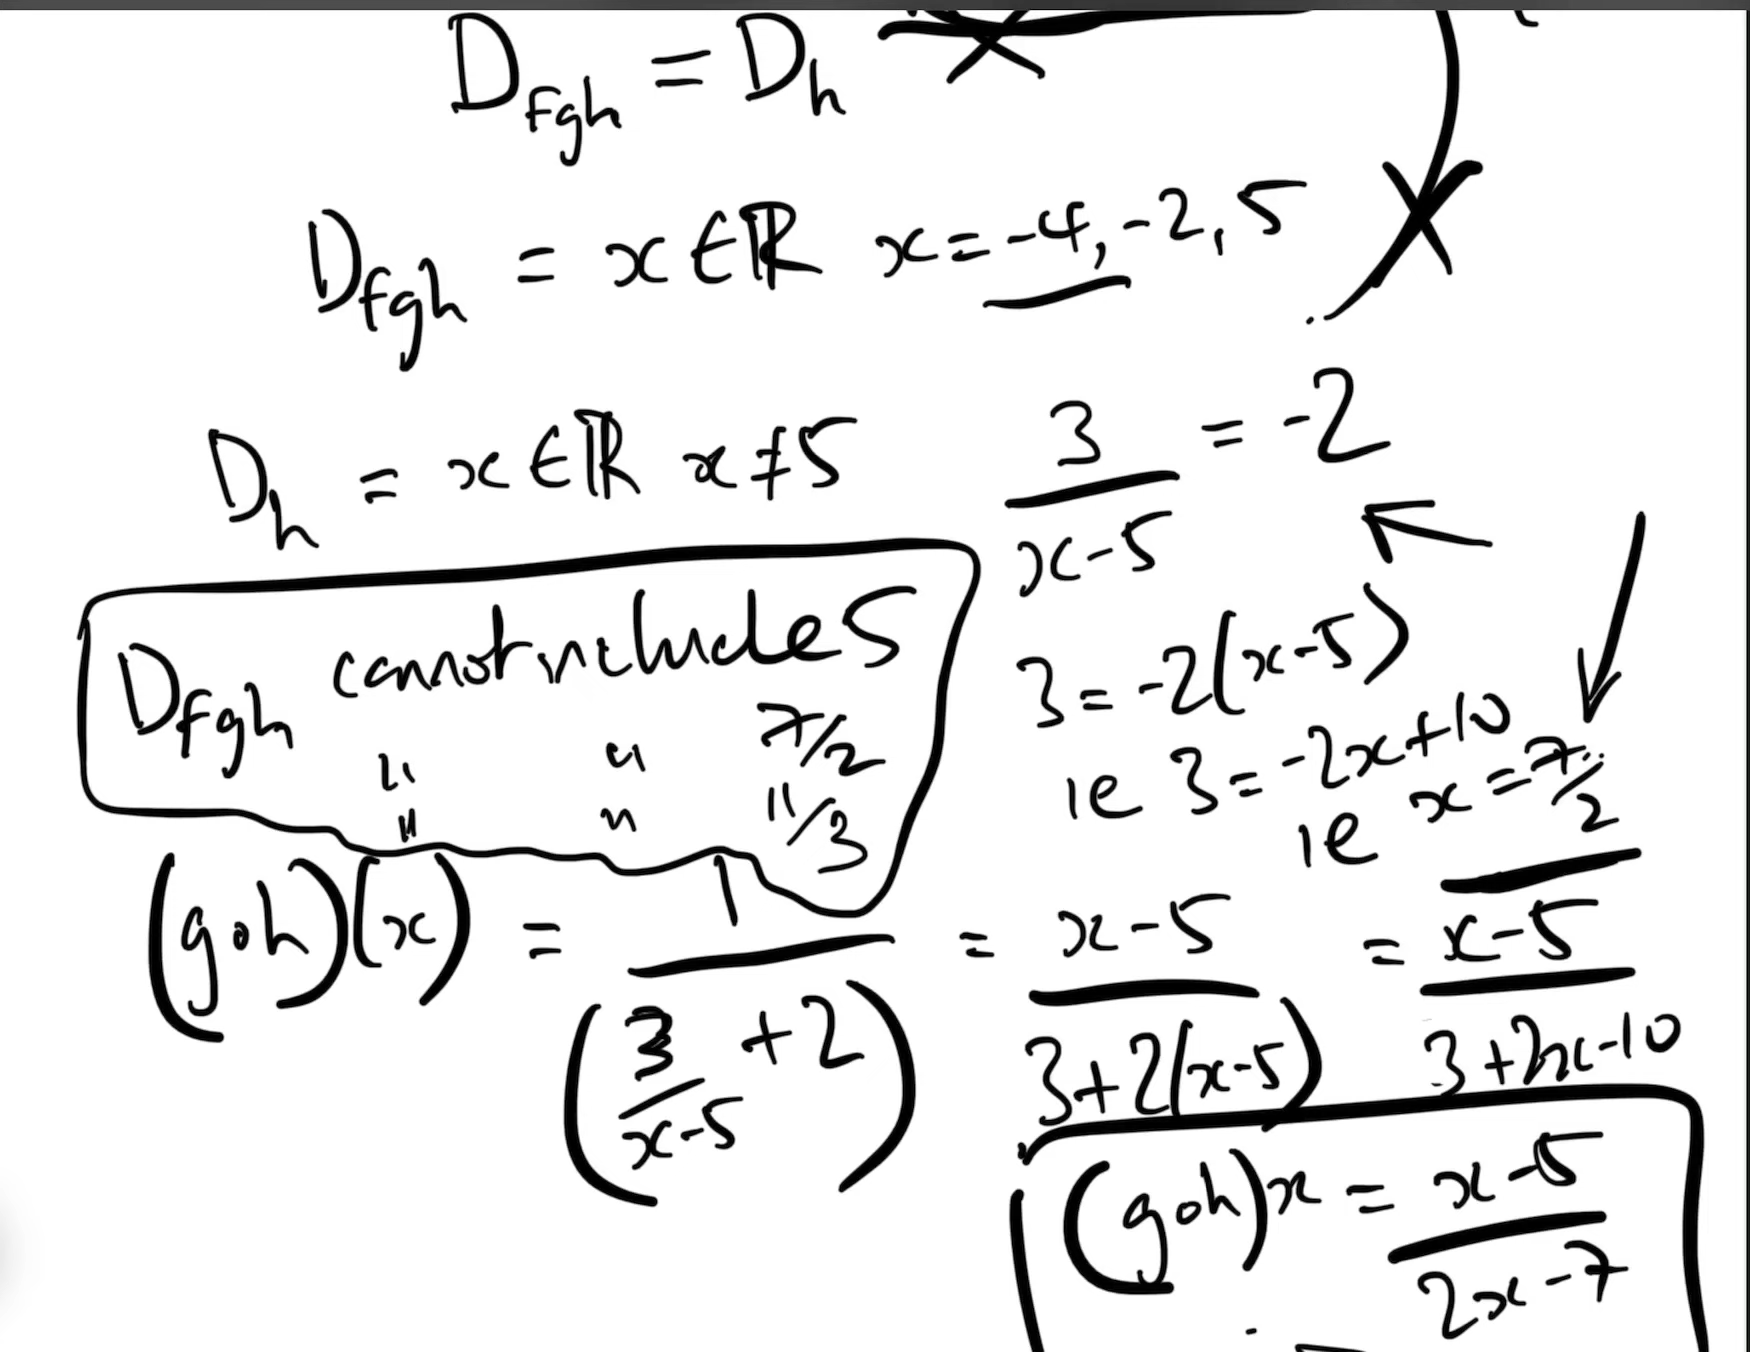 D_fgh = D_h
D_fgh = x ∈ ℝ x = -4, -2, 5
D_h = x ∈ ℝ x ≠ 5
3/(x-5) = -2
D_fgh cannot include 5
" " 7/2
" " 11/3
3 = -2(x-5)
ie 3 = -2x+10
ie x = 7/2
(goh)(x) = 1/(3/(x-5) + 2) = (x-5)/(3+2(x-5)) = (x-5)/(3+2x-10)
(goh)x = (x-5)/(2x-7)